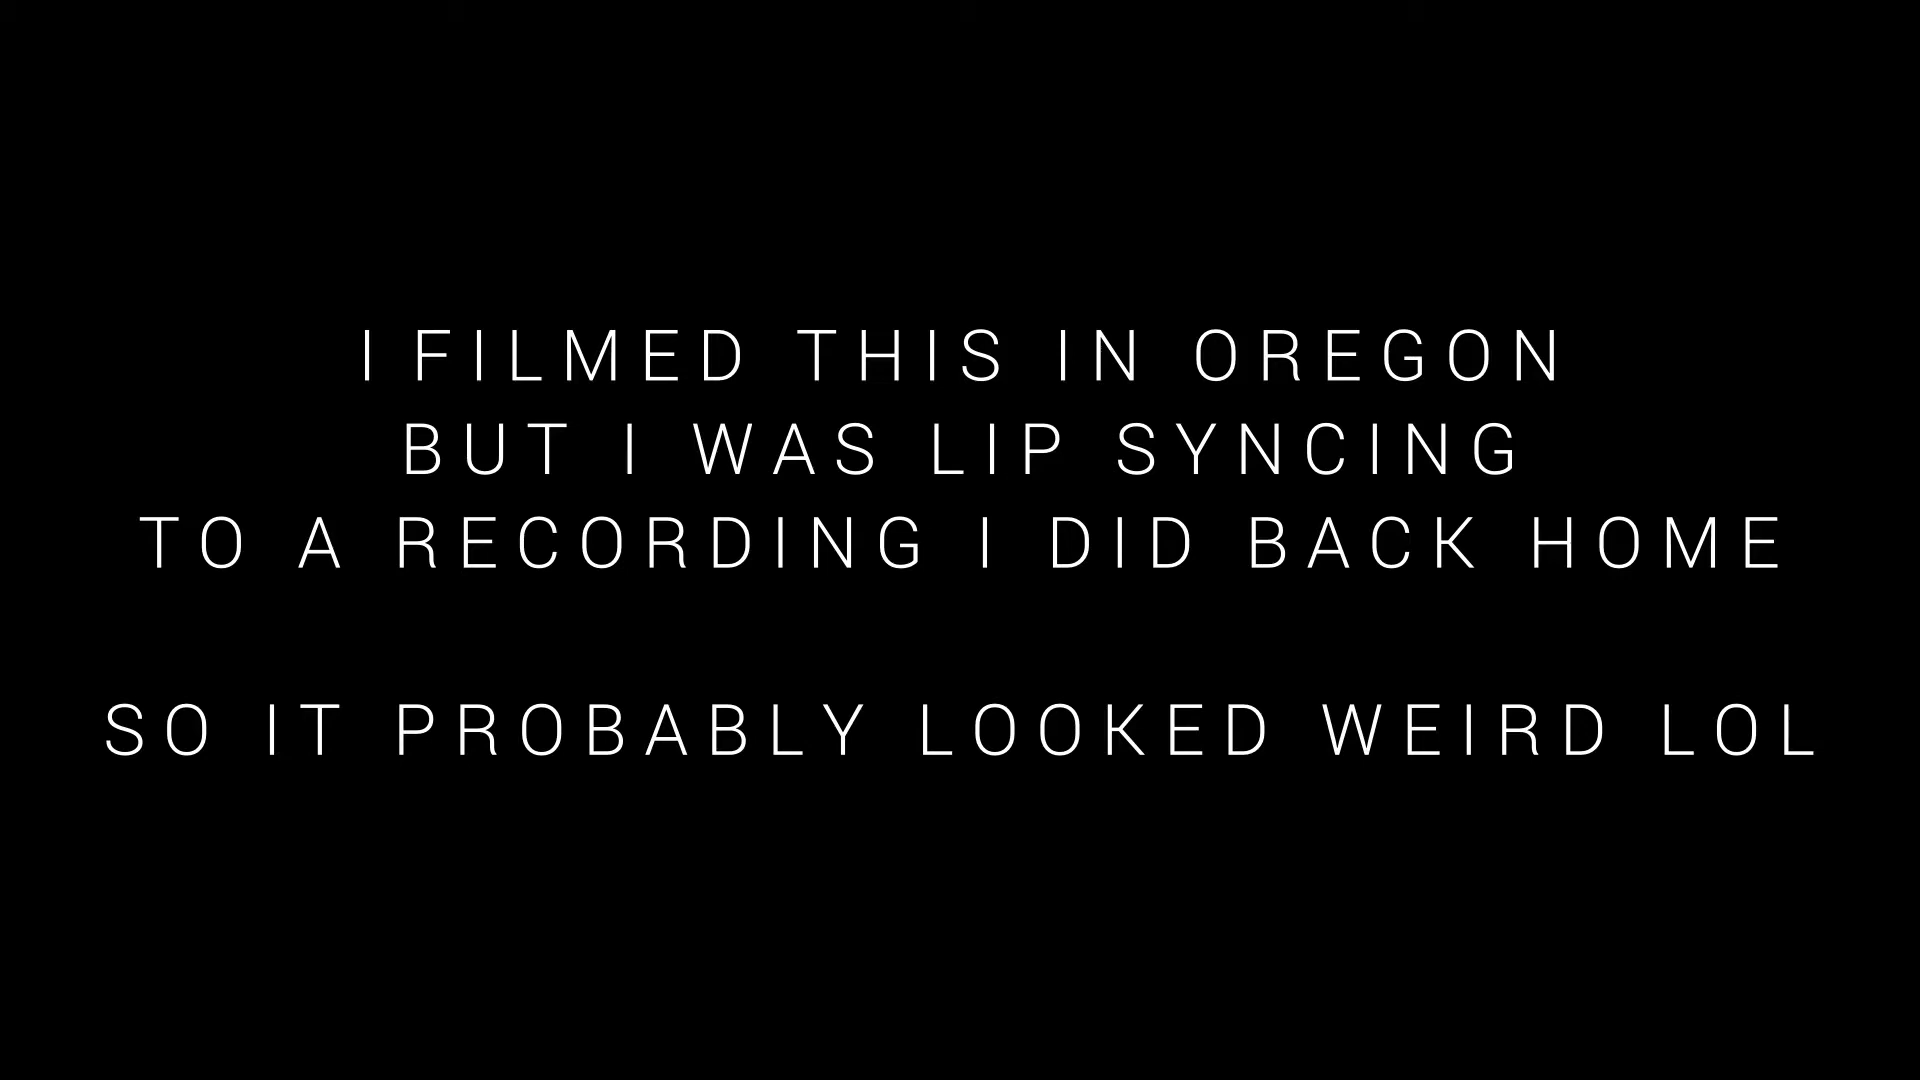 I FILMED THIS IN OREGON
BUT I WAS LIP SYNCING
TO A RECORDING I DID BACK HOME
SO IT PROBABLY LOOKED WEIRD LOL